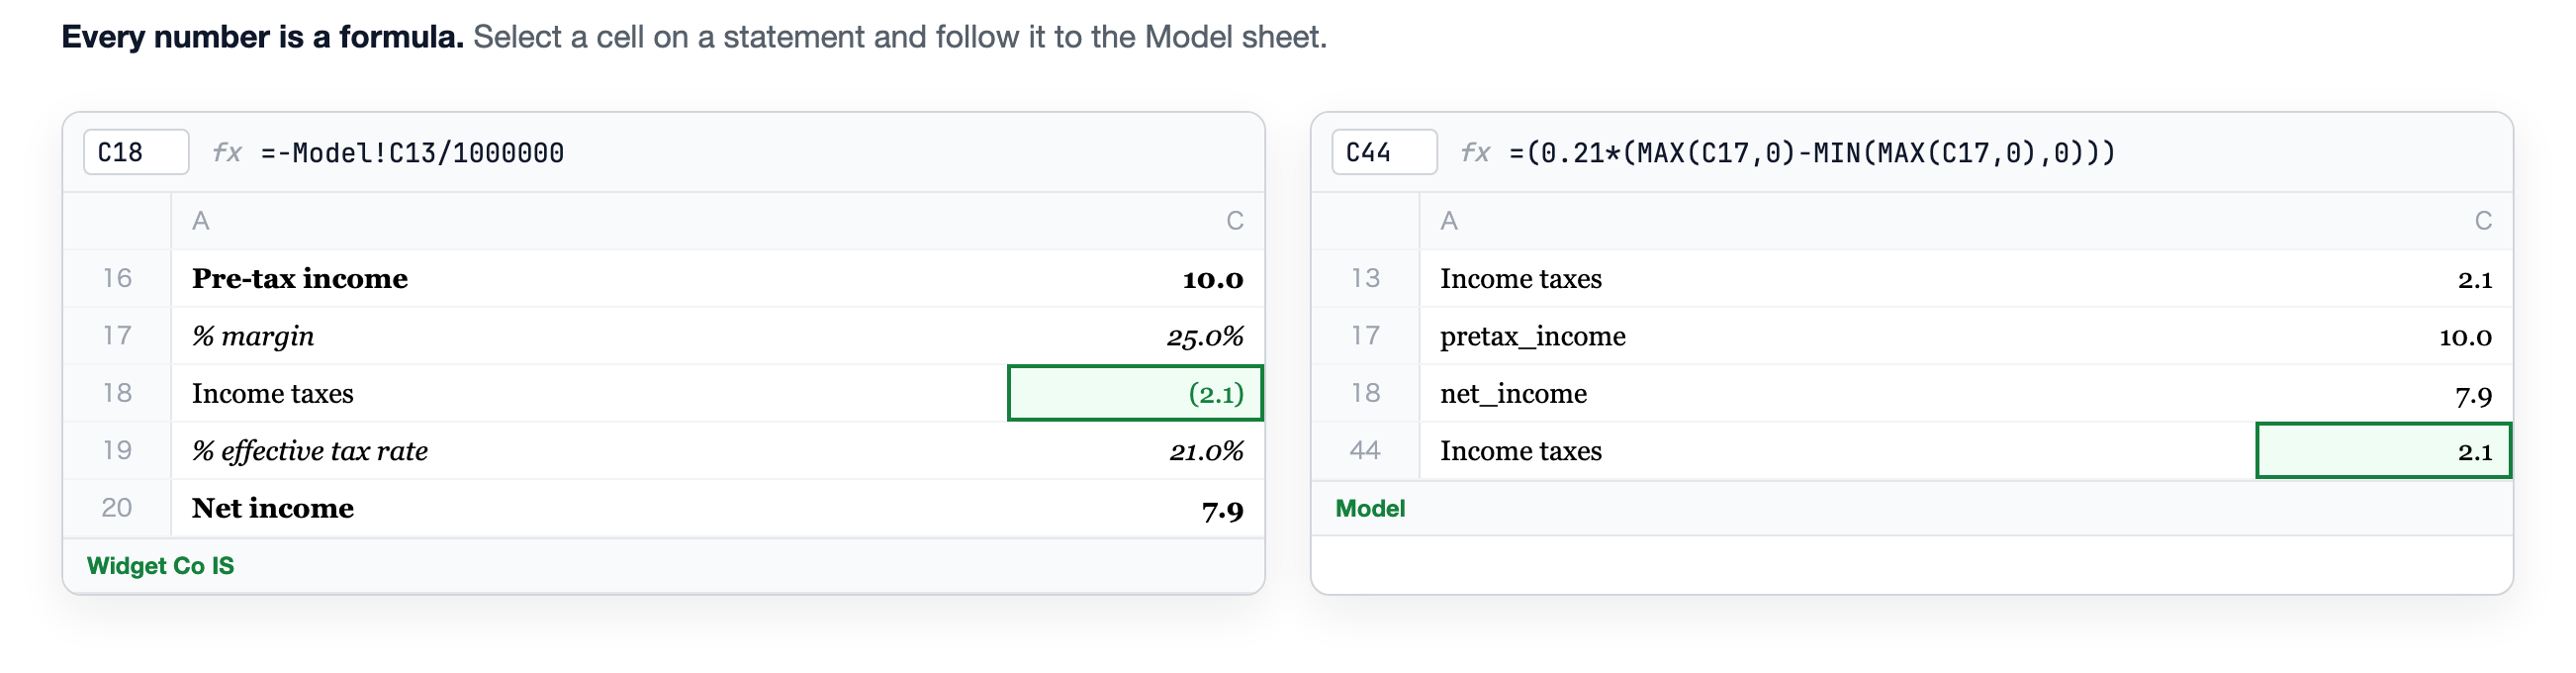 Every number is a formula. Select a cell on a statement and follow it to the Model sheet.
C18 fx =-Model!C13/1000000
A C
16 Pre-tax income 10.0
17 % margin 25.0%
18 Income taxes (2.1)
19 % effective tax rate 21.0%
20 Net income 7.9
Widget Co IS
C44 fx =(0.21*(MAX(C17,0)-MIN(MAX(C17,0),0)))
A C
13 Income taxes 2.1
17 pretax_income 10.0
18 net_income 7.9
44 Income taxes 2.1
Model